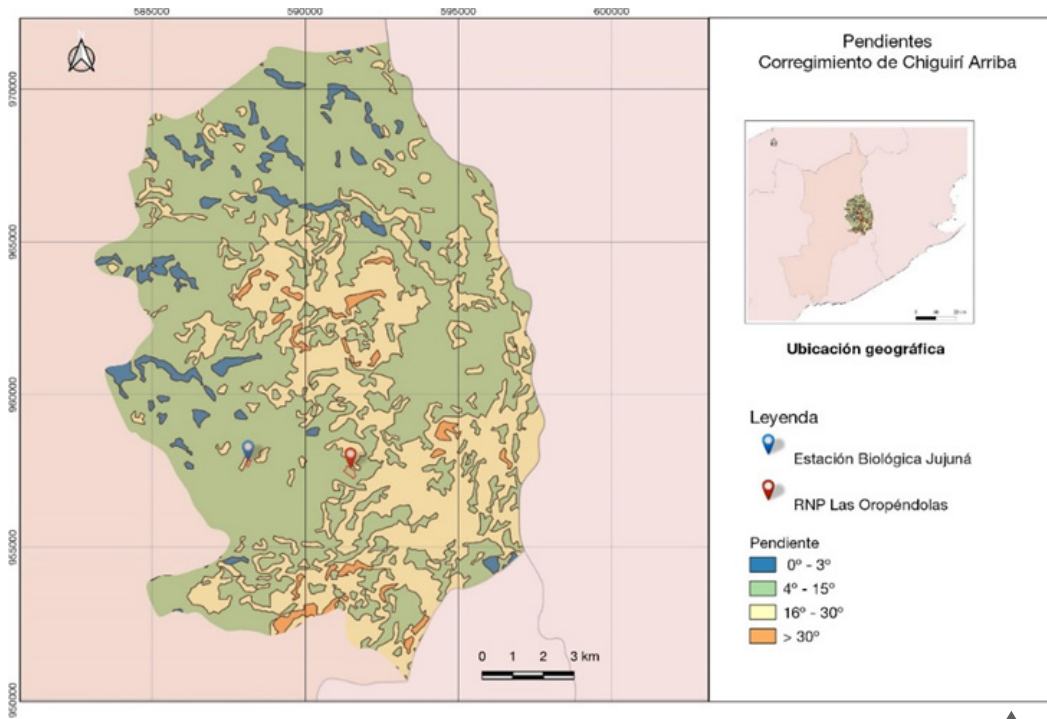 585000 590000 595000 600000
970000
965000
960000
955000
950000
N
0 1 2 3 km
Pendientes
Corregimiento de Chiguirí Arriba
Ubicación geográfica
Leyenda
Estación Biológica Jujuná
RNP Las Oropéndolas
Pendiente
0º - 3º
4º - 15º
16º - 30º
> 30º